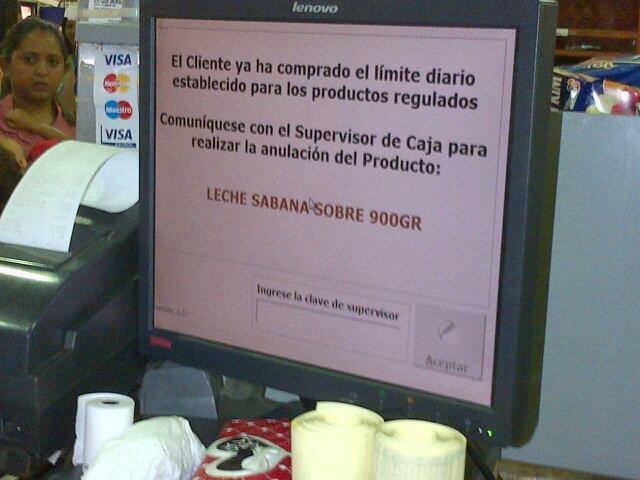 lenovo
El Cliente ya ha comprado el límite diario
establecido para los productos regulados
Comuníquese con el Supervisor de Caja para
realizar la anulación del Producto:
LECHE SABANA SOBRE 900GR
Ingrese la clave de supervisor
Aceptar
VISA
MasterCard
Maestro
VISA